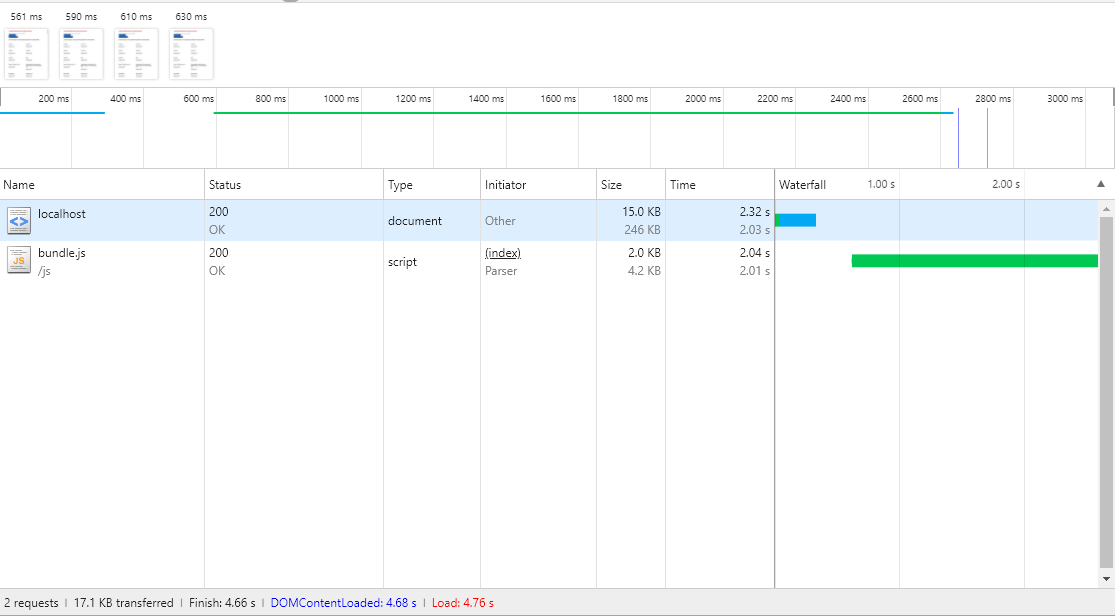 561 ms 590 ms 610 ms 630 ms
200 ms 400 ms 600 ms 800 ms 1000 ms 1200 ms 1400 ms 1600 ms 1800 ms 2000 ms 2200 ms 2400 ms 2600 ms 2800 ms 3000 ms
Name Status Type Initiator Size Time Waterfall 1.00 s 2.00 s
localhost 200 document Other 15.0 KB 2.32 s
OK 246 KB 2.03 s
bundle.js 200 script (index) 2.0 KB 2.04 s
/js OK Parser 4.2 KB 2.01 s
JS
2 requests | 17.1 KB transferred | Finish: 4.66 s | DOMContentLoaded: 4.68 s | Load: 4.76 s